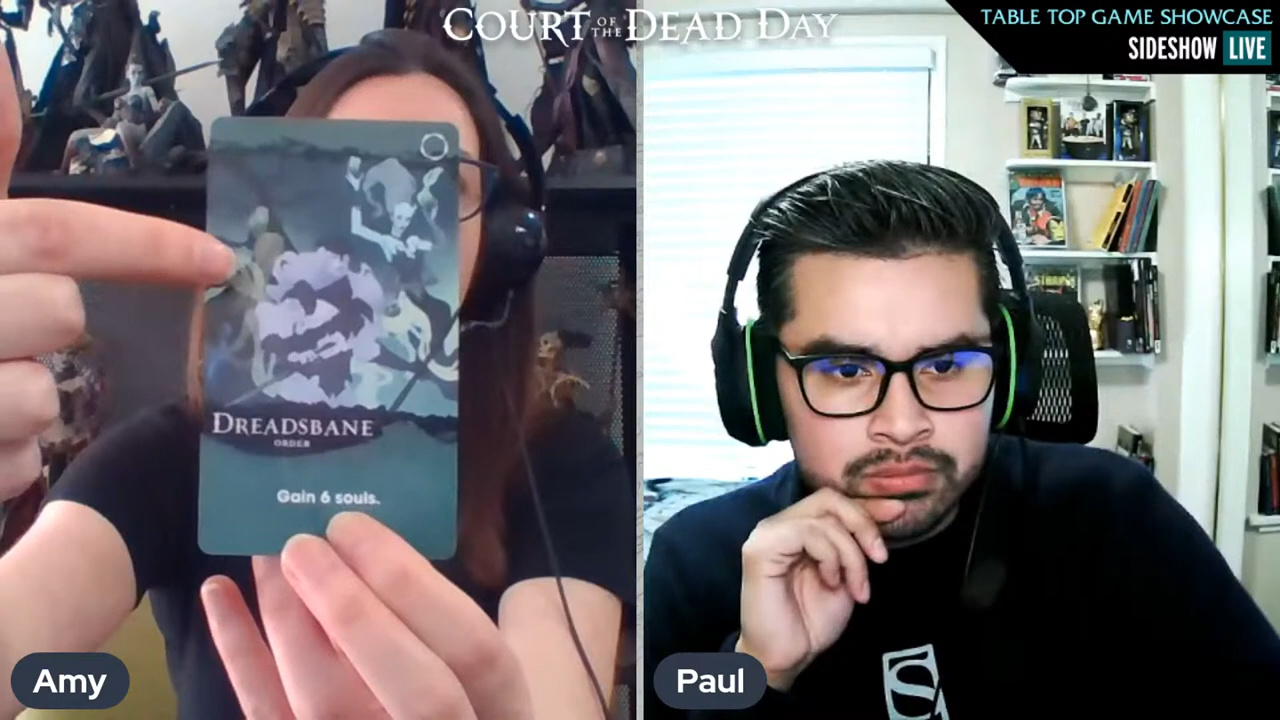 COURT OF THE DEAD DAY
TABLE TOP GAME SHOWCASE
SIDESHOW LIVE
DREADSBANE
ORDER
Gain 6 souls.
Amy
Paul